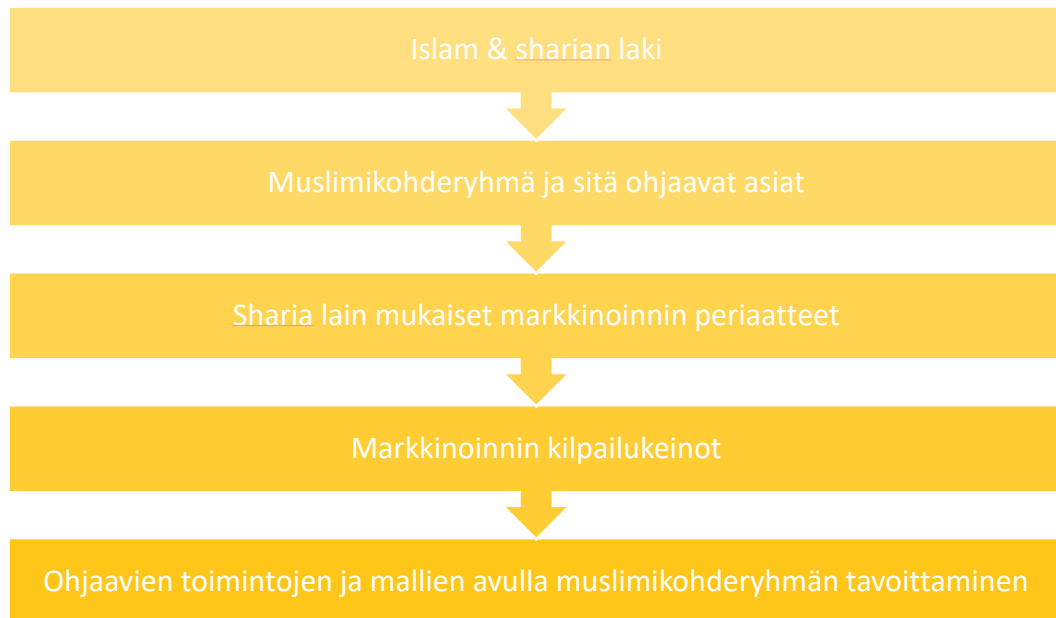 Islam & sharian laki
Muslimikohderyhmä ja sitä ohjaavat asiat
Sharia lain mukaiset markkinoinnin periaatteet
Markkinoinnin kilpailukeinot
Ohjaavien toimintojen ja mallien avulla muslimikohderyhmän tavoittaminen